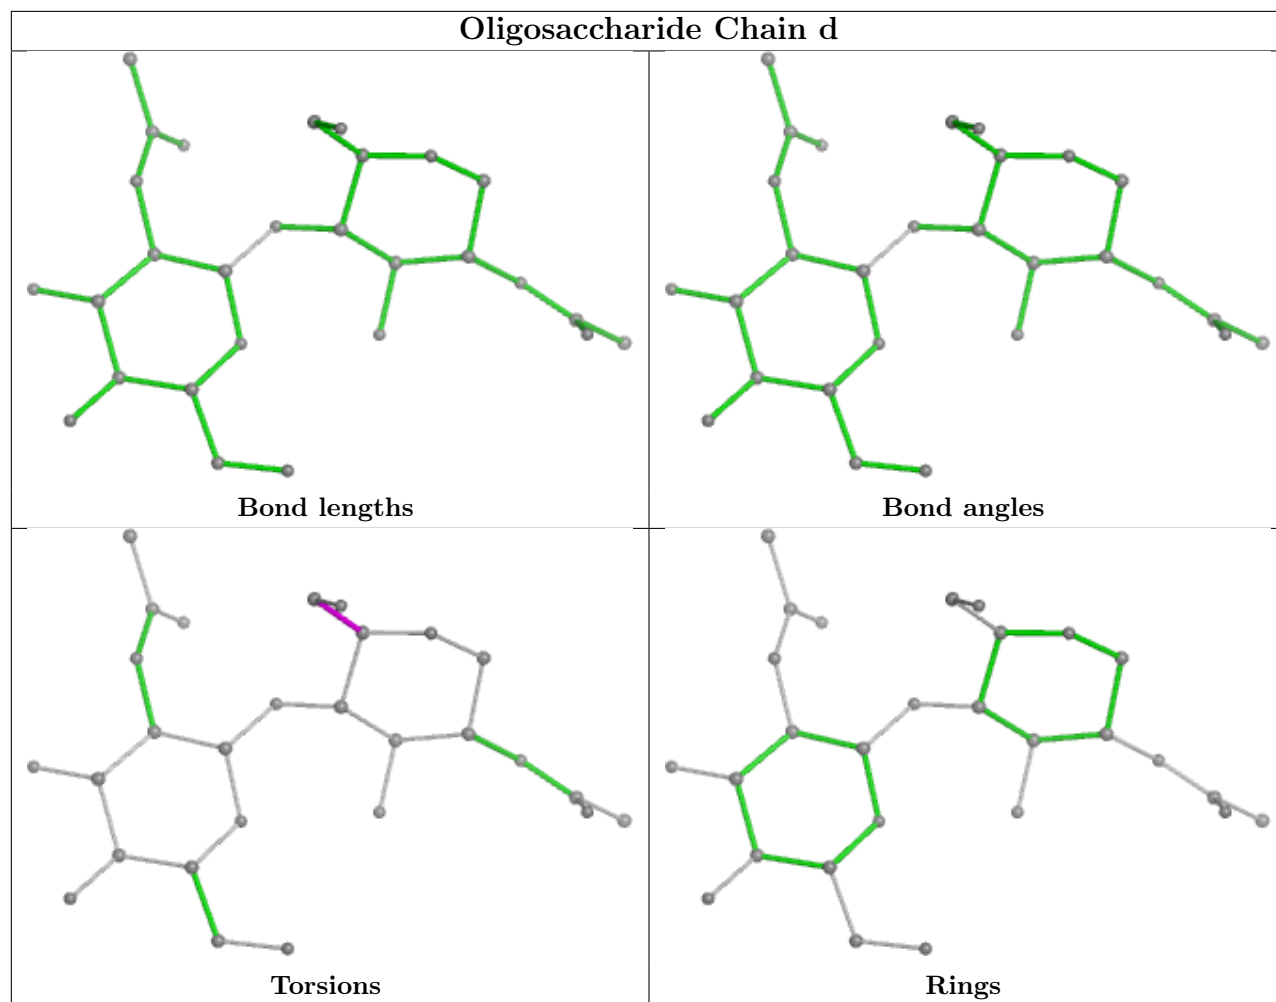 Oligosaccharide Chain d
Bond lengths
Bond angles
Torsions
Rings